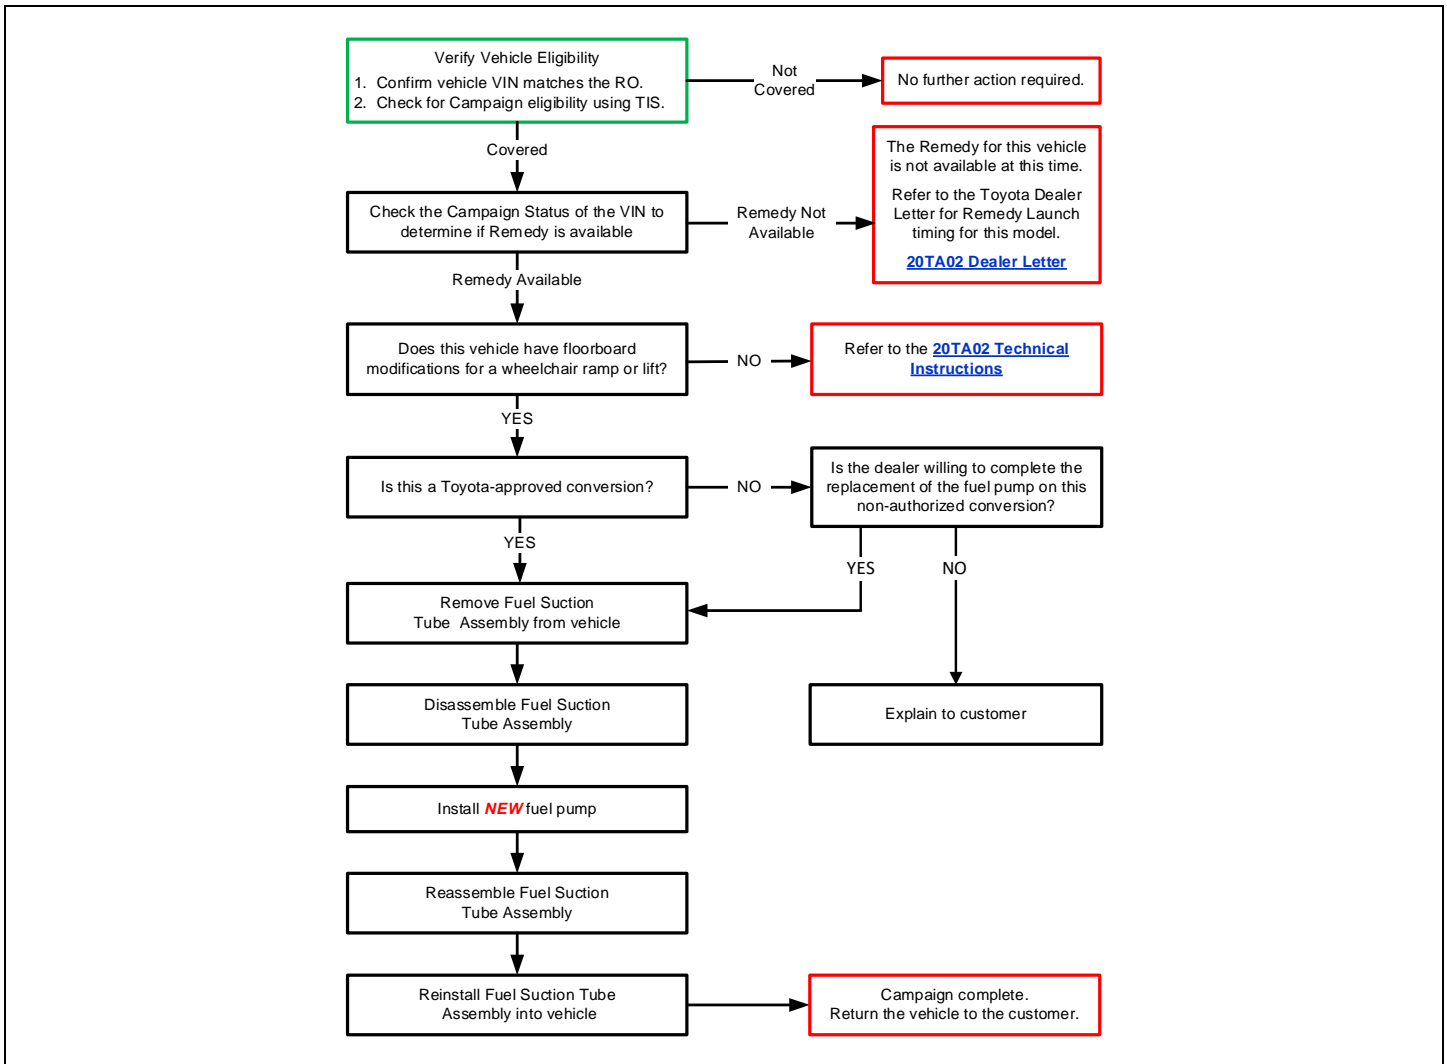 Verify Vehicle Eligibility
1. Confirm vehicle VIN matches the RO.
2. Check for Campaign eligibility using TIS.
Not
Covered
No further action required.
Covered
The Remedy for this vehicle
is not available at this time.
Refer to the Toyota Dealer
Letter for Remedy Launch
timing for this model.
20TA02 Dealer Letter
Check the Campaign Status of the VIN to
determine if Remedy is available
Remedy Not
Available
Remedy Available
Does this vehicle have floorboard
modifications for a wheelchair ramp or lift?
NO
Refer to the 20TA02 Technical
Instructions
YES
Is this a Toyota-approved conversion?
NO
Is the dealer willing to complete the
replacement of the fuel pump on this
non-authorized conversion?
YES
YES
NO
Remove Fuel Suction
Tube Assembly from vehicle
Disassemble Fuel Suction
Tube Assembly
Explain to customer
Install NEW fuel pump
Reassemble Fuel Suction
Tube Assembly
Reinstall Fuel Suction Tube
Assembly into vehicle
Campaign complete.
Return the vehicle to the customer.